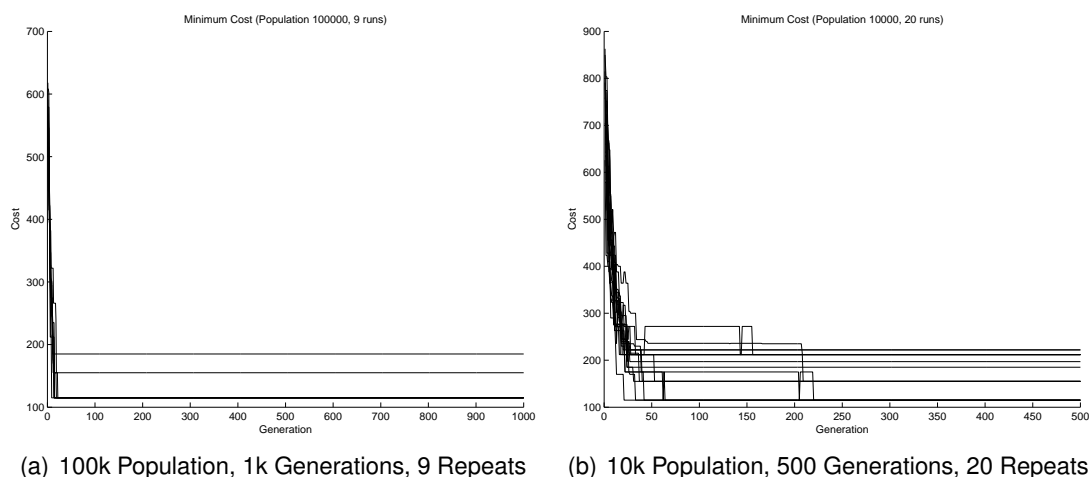 Minimum Cost (Population 100000, 9 runs)
700
600
500
400
300
200
100
Cost
0 100 200 300 400 500 600 700 800 900 1000
Generation
(a) 100k Population, 1k Generations, 9 Repeats
Minimum Cost (Population 10000, 20 runs)
900
800
700
600
500
400
300
200
100
Cost
0 50 100 150 200 250 300 350 400 450 500
Generation
(b) 10k Population, 500 Generations, 20 Repeats